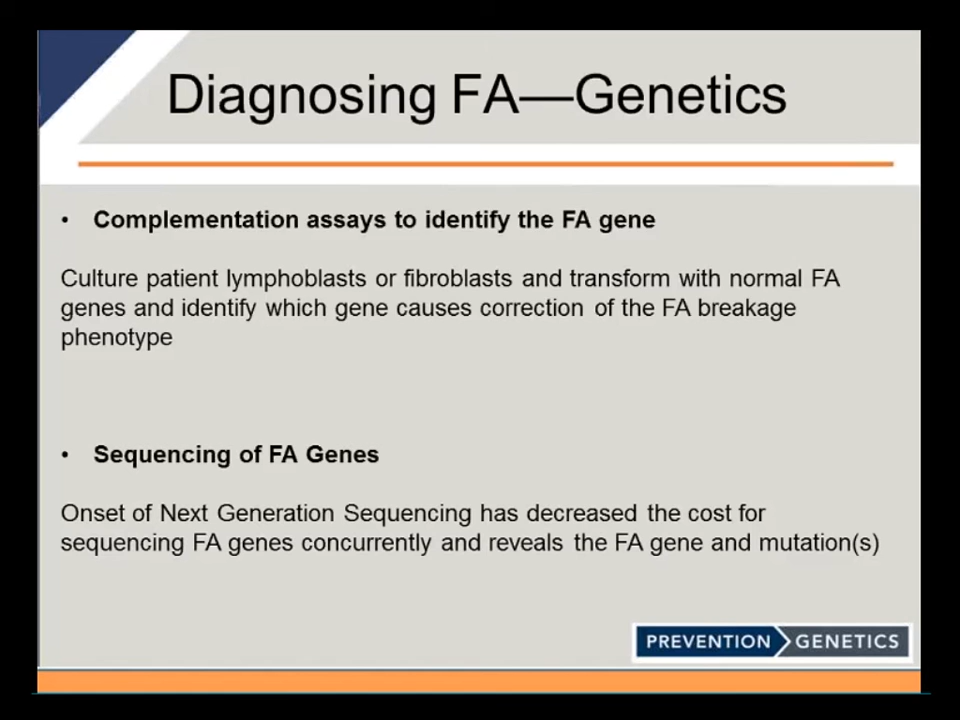 Diagnosing FA—Genetics
• Complementation assays to identify the FA gene
Culture patient lymphoblasts or fibroblasts and transform with normal FA
genes and identify which gene causes correction of the FA breakage
phenotype
• Sequencing of FA Genes
Onset of Next Generation Sequencing has decreased the cost for
sequencing FA genes concurrently and reveals the FA gene and mutation(s)
PREVENTION GENETICS